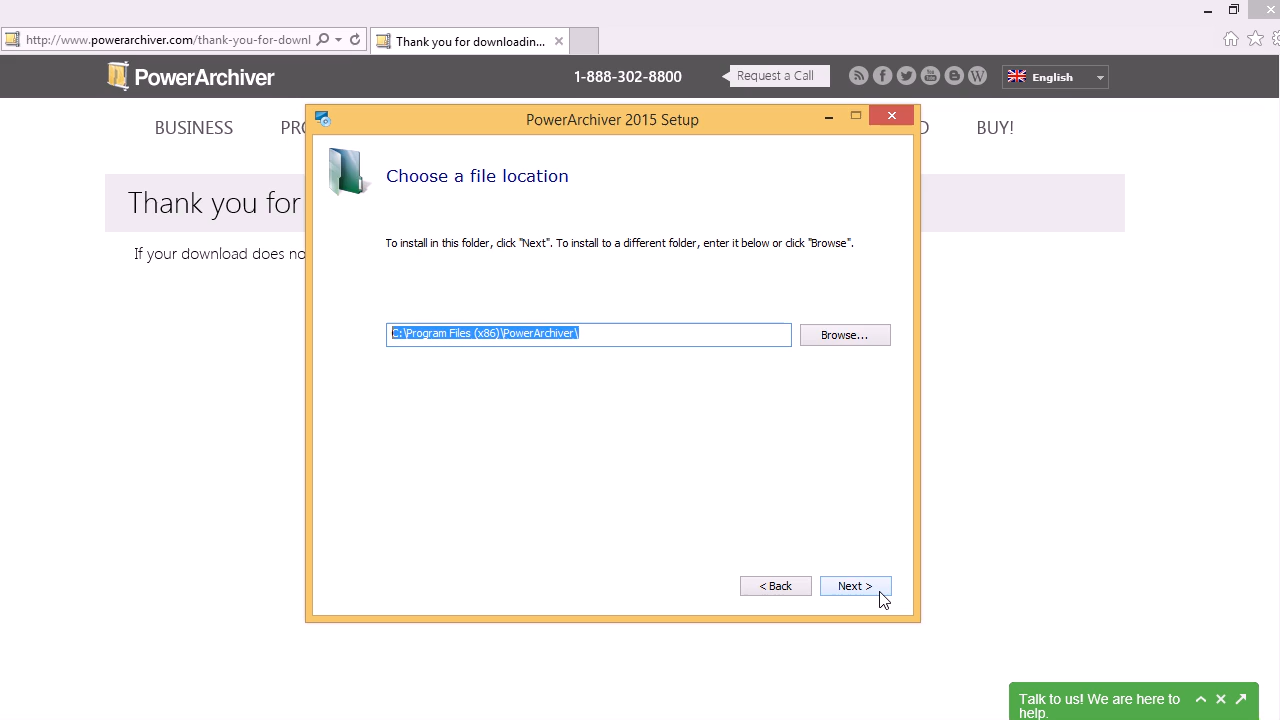 http://www.powerarchiver.com/thank-you-for-downl
Thank you for downloadin...
PowerArchiver
1-888-302-8800
Request a Call
English
BUSINESS
BUY!
PowerArchiver 2015 Setup
Thank you for
If your download does
Choose a file location
To install in this folder, click "Next". To install to a different folder, enter it below or click "Browse".
C:\Program Files (x86)\PowerArchiver\
Browse...
< Back
Next >
Talk to us! We are here to
help.